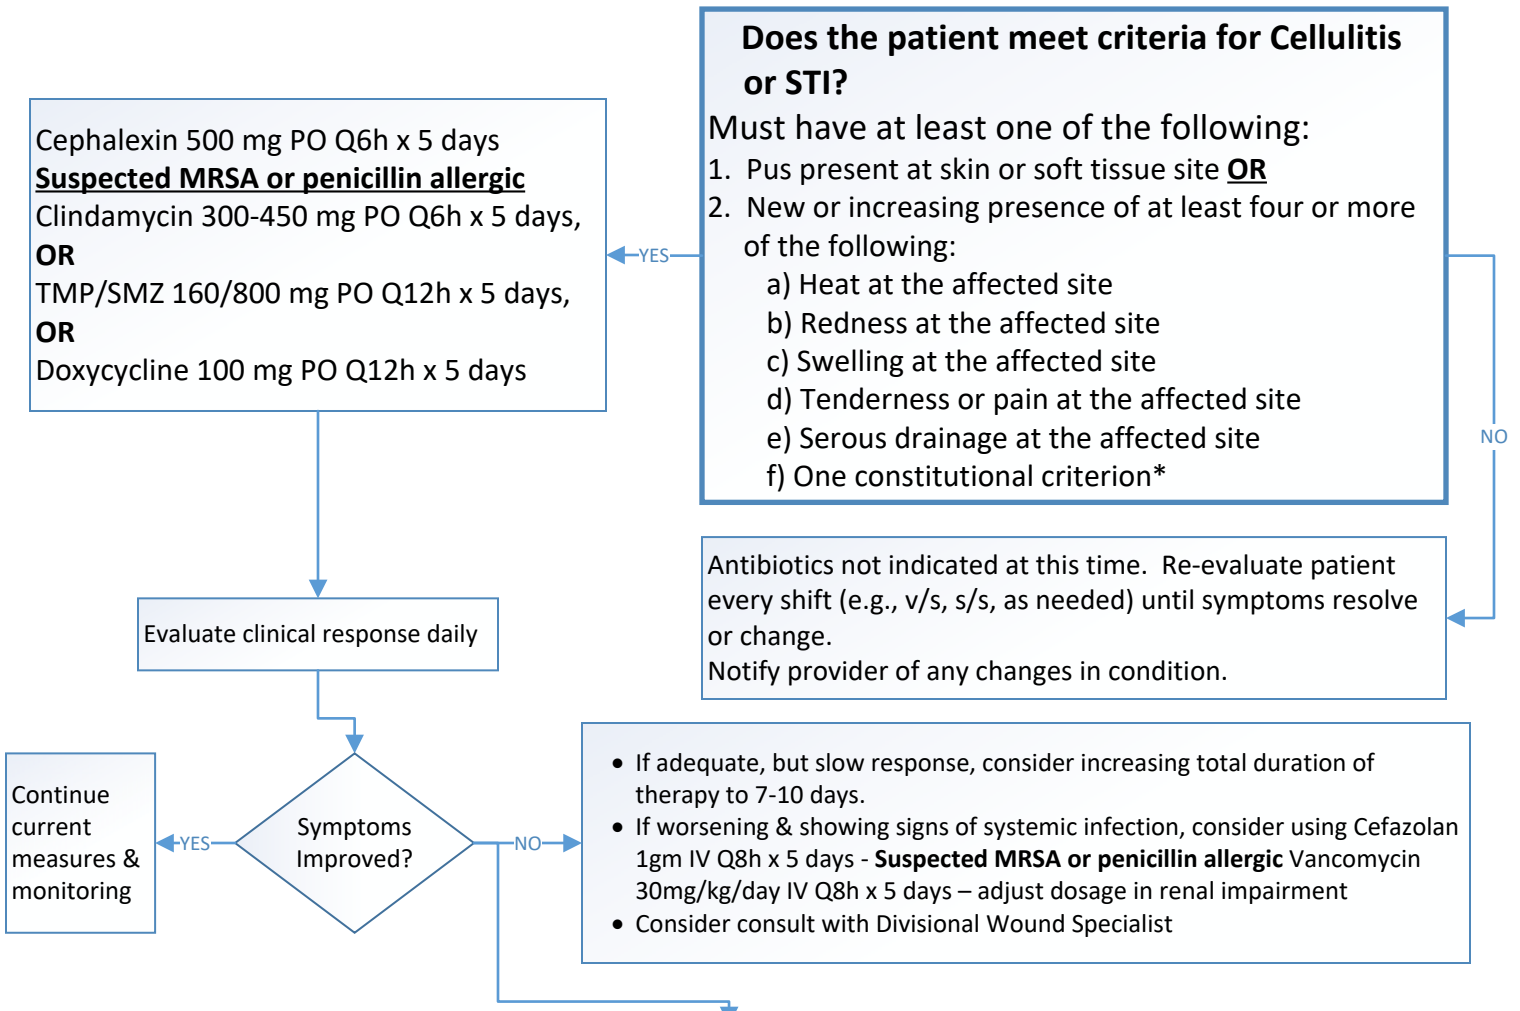 Does the patient meet criteria for Cellulitis
or STI?
Must have at least one of the following:
1. Pus present at skin or soft tissue site OR
2. New or increasing presence of at least four or more
of the following:
a) Heat at the affected site
b) Redness at the affected site
c) Swelling at the affected site
d) Tenderness or pain at the affected site
e) Serous drainage at the affected site
f) One constitutional criterion*
YES
NO
Cephalexin 500 mg PO Q6h x 5 days
Suspected MRSA or penicillin allergic
Clindamycin 300-450 mg PO Q6h x 5 days,
OR
TMP/SMZ 160/800 mg PO Q12h x 5 days,
OR
Doxycycline 100 mg PO Q12h x 5 days
Antibiotics not indicated at this time. Re-evaluate patient
every shift (e.g., v/s, s/s, as needed) until symptoms resolve
or change.
Notify provider of any changes in condition.
Evaluate clinical response daily
Symptoms
Improved?
YES
NO
Continue
current
measures &
monitoring
• If adequate, but slow response, consider increasing total duration of
therapy to 7-10 days.
• If worsening & showing signs of systemic infection, consider using Cefazolan
1gm IV Q8h x 5 days - Suspected MRSA or penicillin allergic Vancomycin
30mg/kg/day IV Q8h x 5 days – adjust dosage in renal impairment
• Consider consult with Divisional Wound Specialist